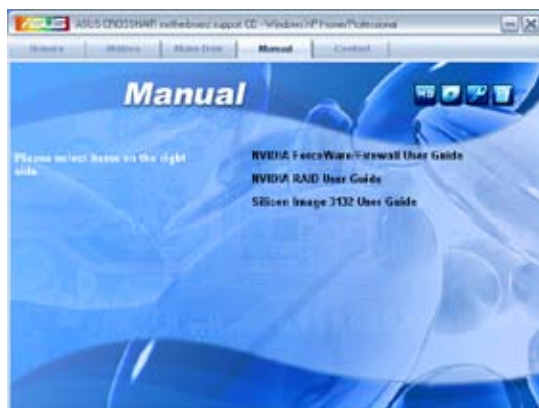 ASUS CROSSHAIR motherboard support CD - Windows XP Home/Professional
Drivers Utilities Make Disk Manual Contact
Manual
Please select items on the right
side.
NVIDIA ForceWare/Firewall User Guide
NVIDIA RAID User Guide
Silicon Image 3132 User Guide